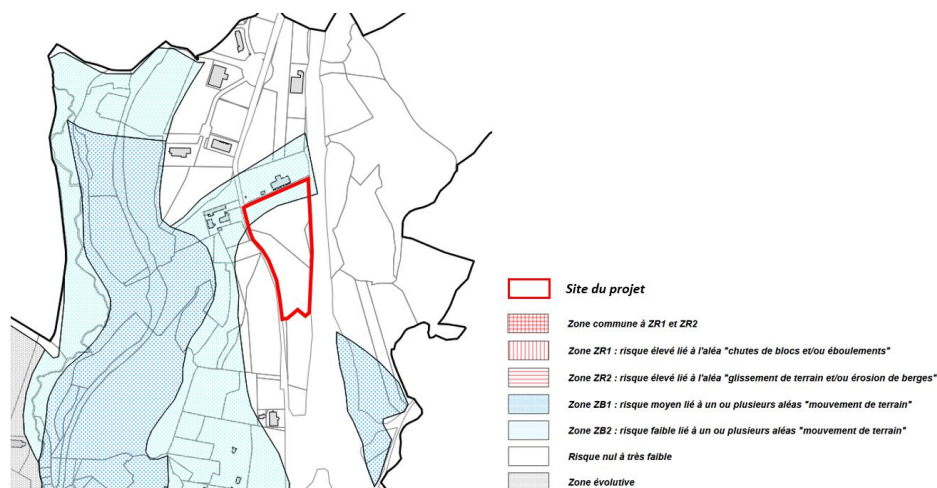 Site du projet
Zone commune à ZR1 et ZR2
Zone ZR1 : risque élevé lié à l'aléa "chutes de blocs et/ou éboulements"
Zone ZR2 : risque élevé lié à l'aléa "glissement de terrain et/ou érosion de berges"
Zone ZB1 : risque moyen lié à un ou plusieurs aléas "mouvement de terrain"
Zone ZB2 : risque faible lié à un ou plusieurs aléas "mouvement de terrain"
Risque nul à très faible
Zone évolutive